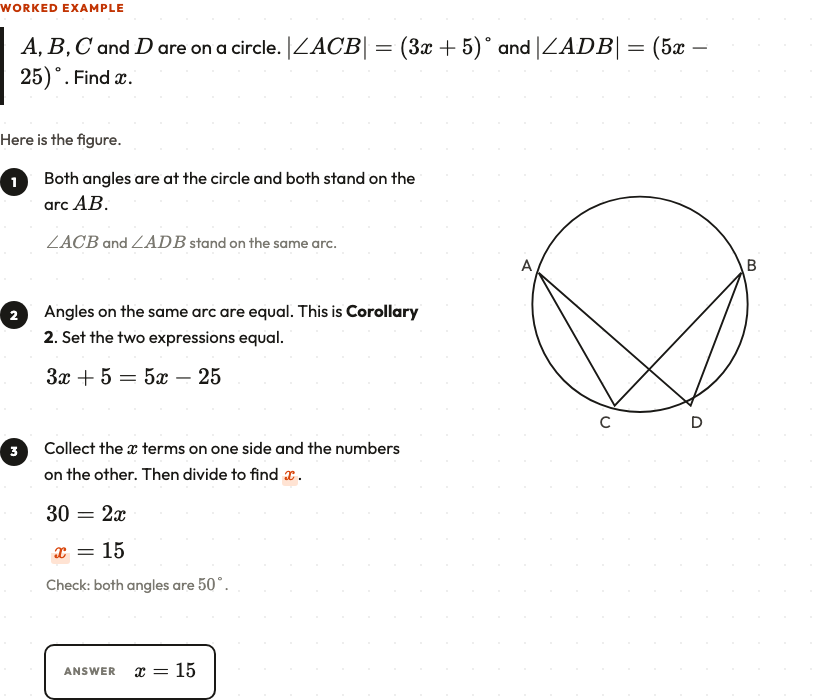 WORKED EXAMPLE
A, B, C and D are on a circle. |∠ACB| = (3x + 5)° and |∠ADB| = (5x −
25)°. Find x.
Here is the figure.
1 Both angles are at the circle and both stand on the
arc AB.
∠ACB and ∠ADB stand on the same arc.
2 Angles on the same arc are equal. This is Corollary
2. Set the two expressions equal.
3x + 5 = 5x − 25
3 Collect the x terms on one side and the numbers
on the other. Then divide to find x.
30 = 2x
x = 15
Check: both angles are 50°.
ANSWER x = 15
A B
C D